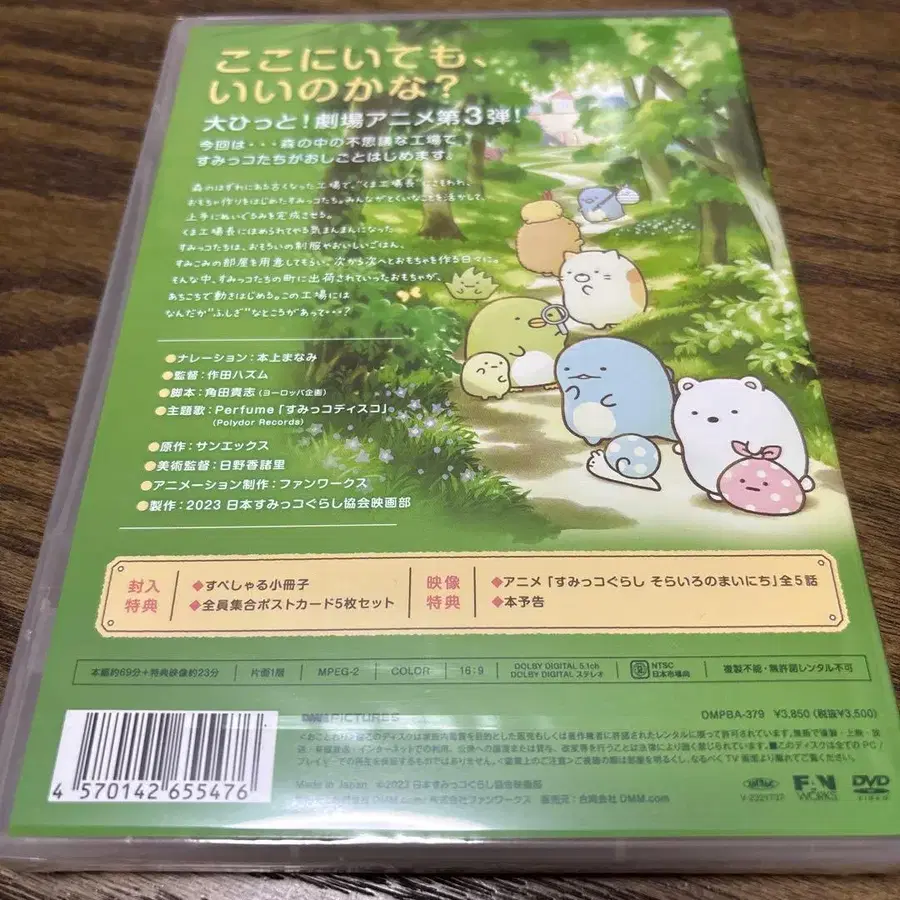 ここにいても、
いいのかな?
大ひっと!劇場アニメ第3弾!
今回は・・・森の中の不思議な工場で、
すみっコたちがおしごとはじめます。
森のはずれにある古くなった工場で、"くま工場長"にさそわれ、
おもちゃ作りをはじめたすみっコたち。みんながとくいなことを活かして、
上手にぬいぐるみを完成させる。
くま工場長にほめられてやる気まんまんになった
すみっコたちは、おそろいの制服やおいしいごはん、
すみごこの部屋を用意してもらい、次から次へとおもちゃを作る日々に。
そんな中、すみっコたちの町に出荷されていったおもちゃが、
あちこちで動きはじめる。この工場には
なんだか"ふしぎ"なところがあって・・・?
●ナレーション:本上まなみ
●監督:作田ハズム
●脚本:角田貴志(ヨーロッパ企画)
●主題歌:Perfume「すみっコディスコ」
(Polydor Records)
●原作:サンエックス
●美術監督:日野香諸里
●アニメーション制作:ファンワークス
●製作:2023 日本すみっコぐらし協会映画部
封入特典
◆すぺしゃる小冊子
◆全員集合ポストカード5枚セット
映像特典
◆アニメ「すみっコぐらし そらいろのまいにち」全5話
◆本予告
本編約69分+特典映像約23分 片面1層 MPEG-2 COLOR 16:9 DOLBY DIGITAL 5.1ch DOLBY DIGITAL ステレオ NTSC 日本市場向 複製不能・無許諾レンタル不可
DMM PICTURES
DMPBA-379 ¥3,850(税抜¥3,500)
Made in Japan ©2023 日本すみっコぐらし協会映画部
販売元:合同会社DMM.com
4 570142 655476
FAN WORKS
DVD VIDEO